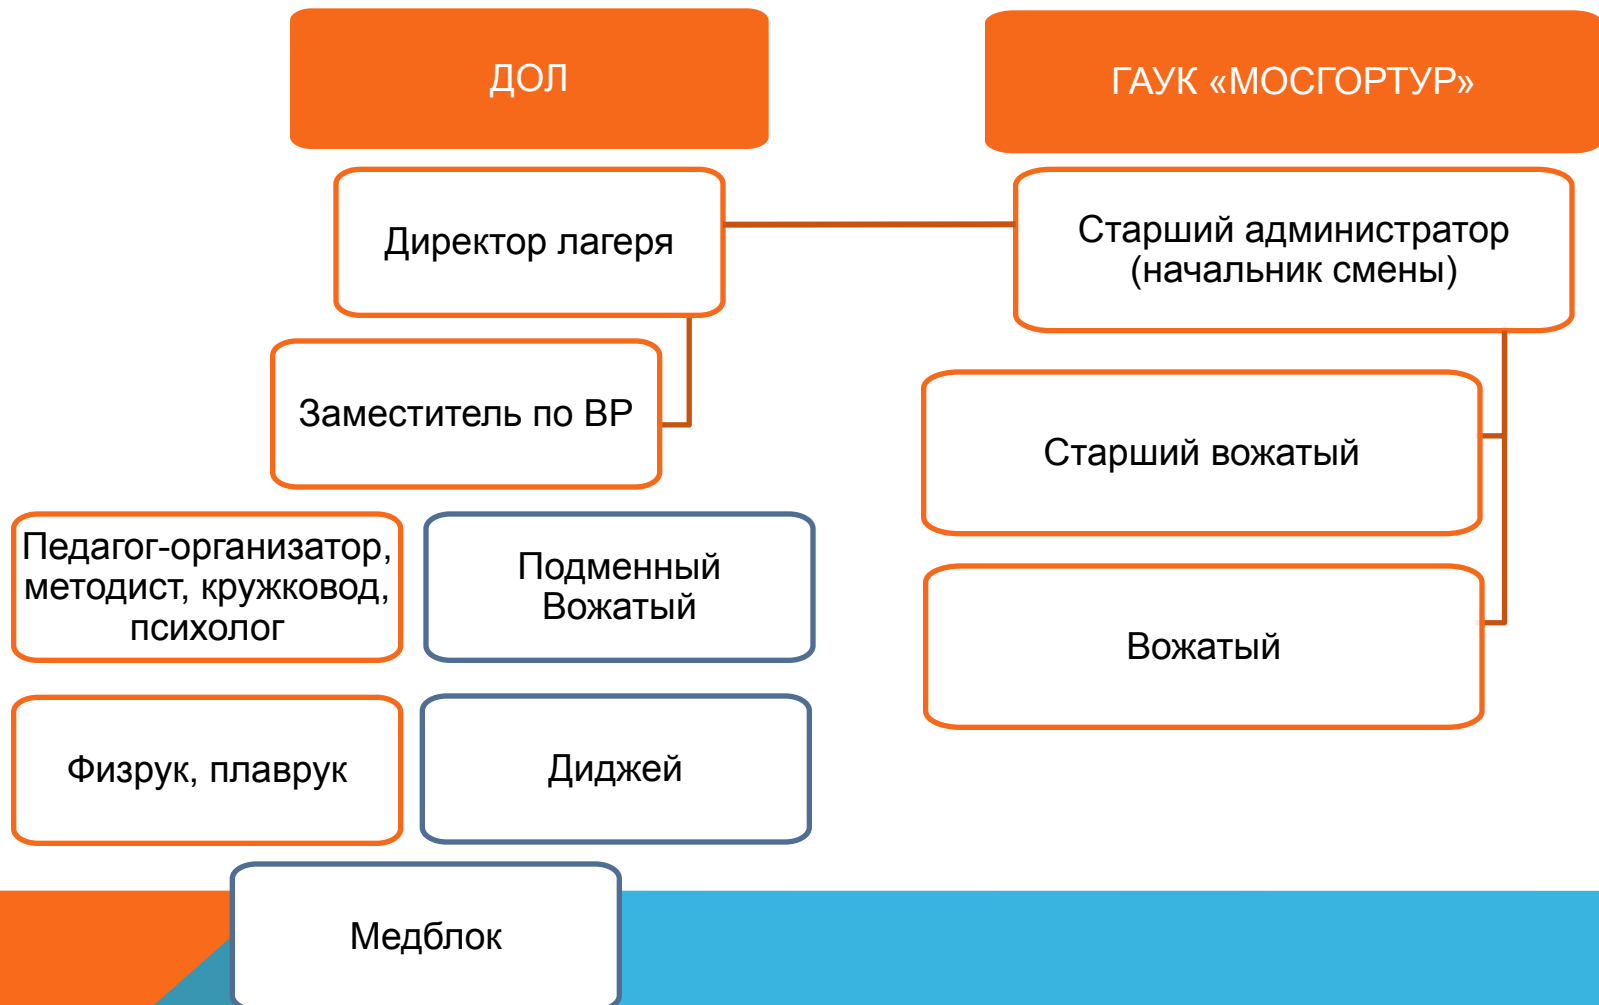 ДОЛ
ГАУК «МОСГОРТУР»
Директор лагеря
Старший администратор
(начальник смены)
Заместитель по ВР
Старший вожатый
Педагог-организатор,
методист, кружковод,
психолог
Подменный
Вожатый
Вожатый
Физрук, плаврук
Диджей
Медблок